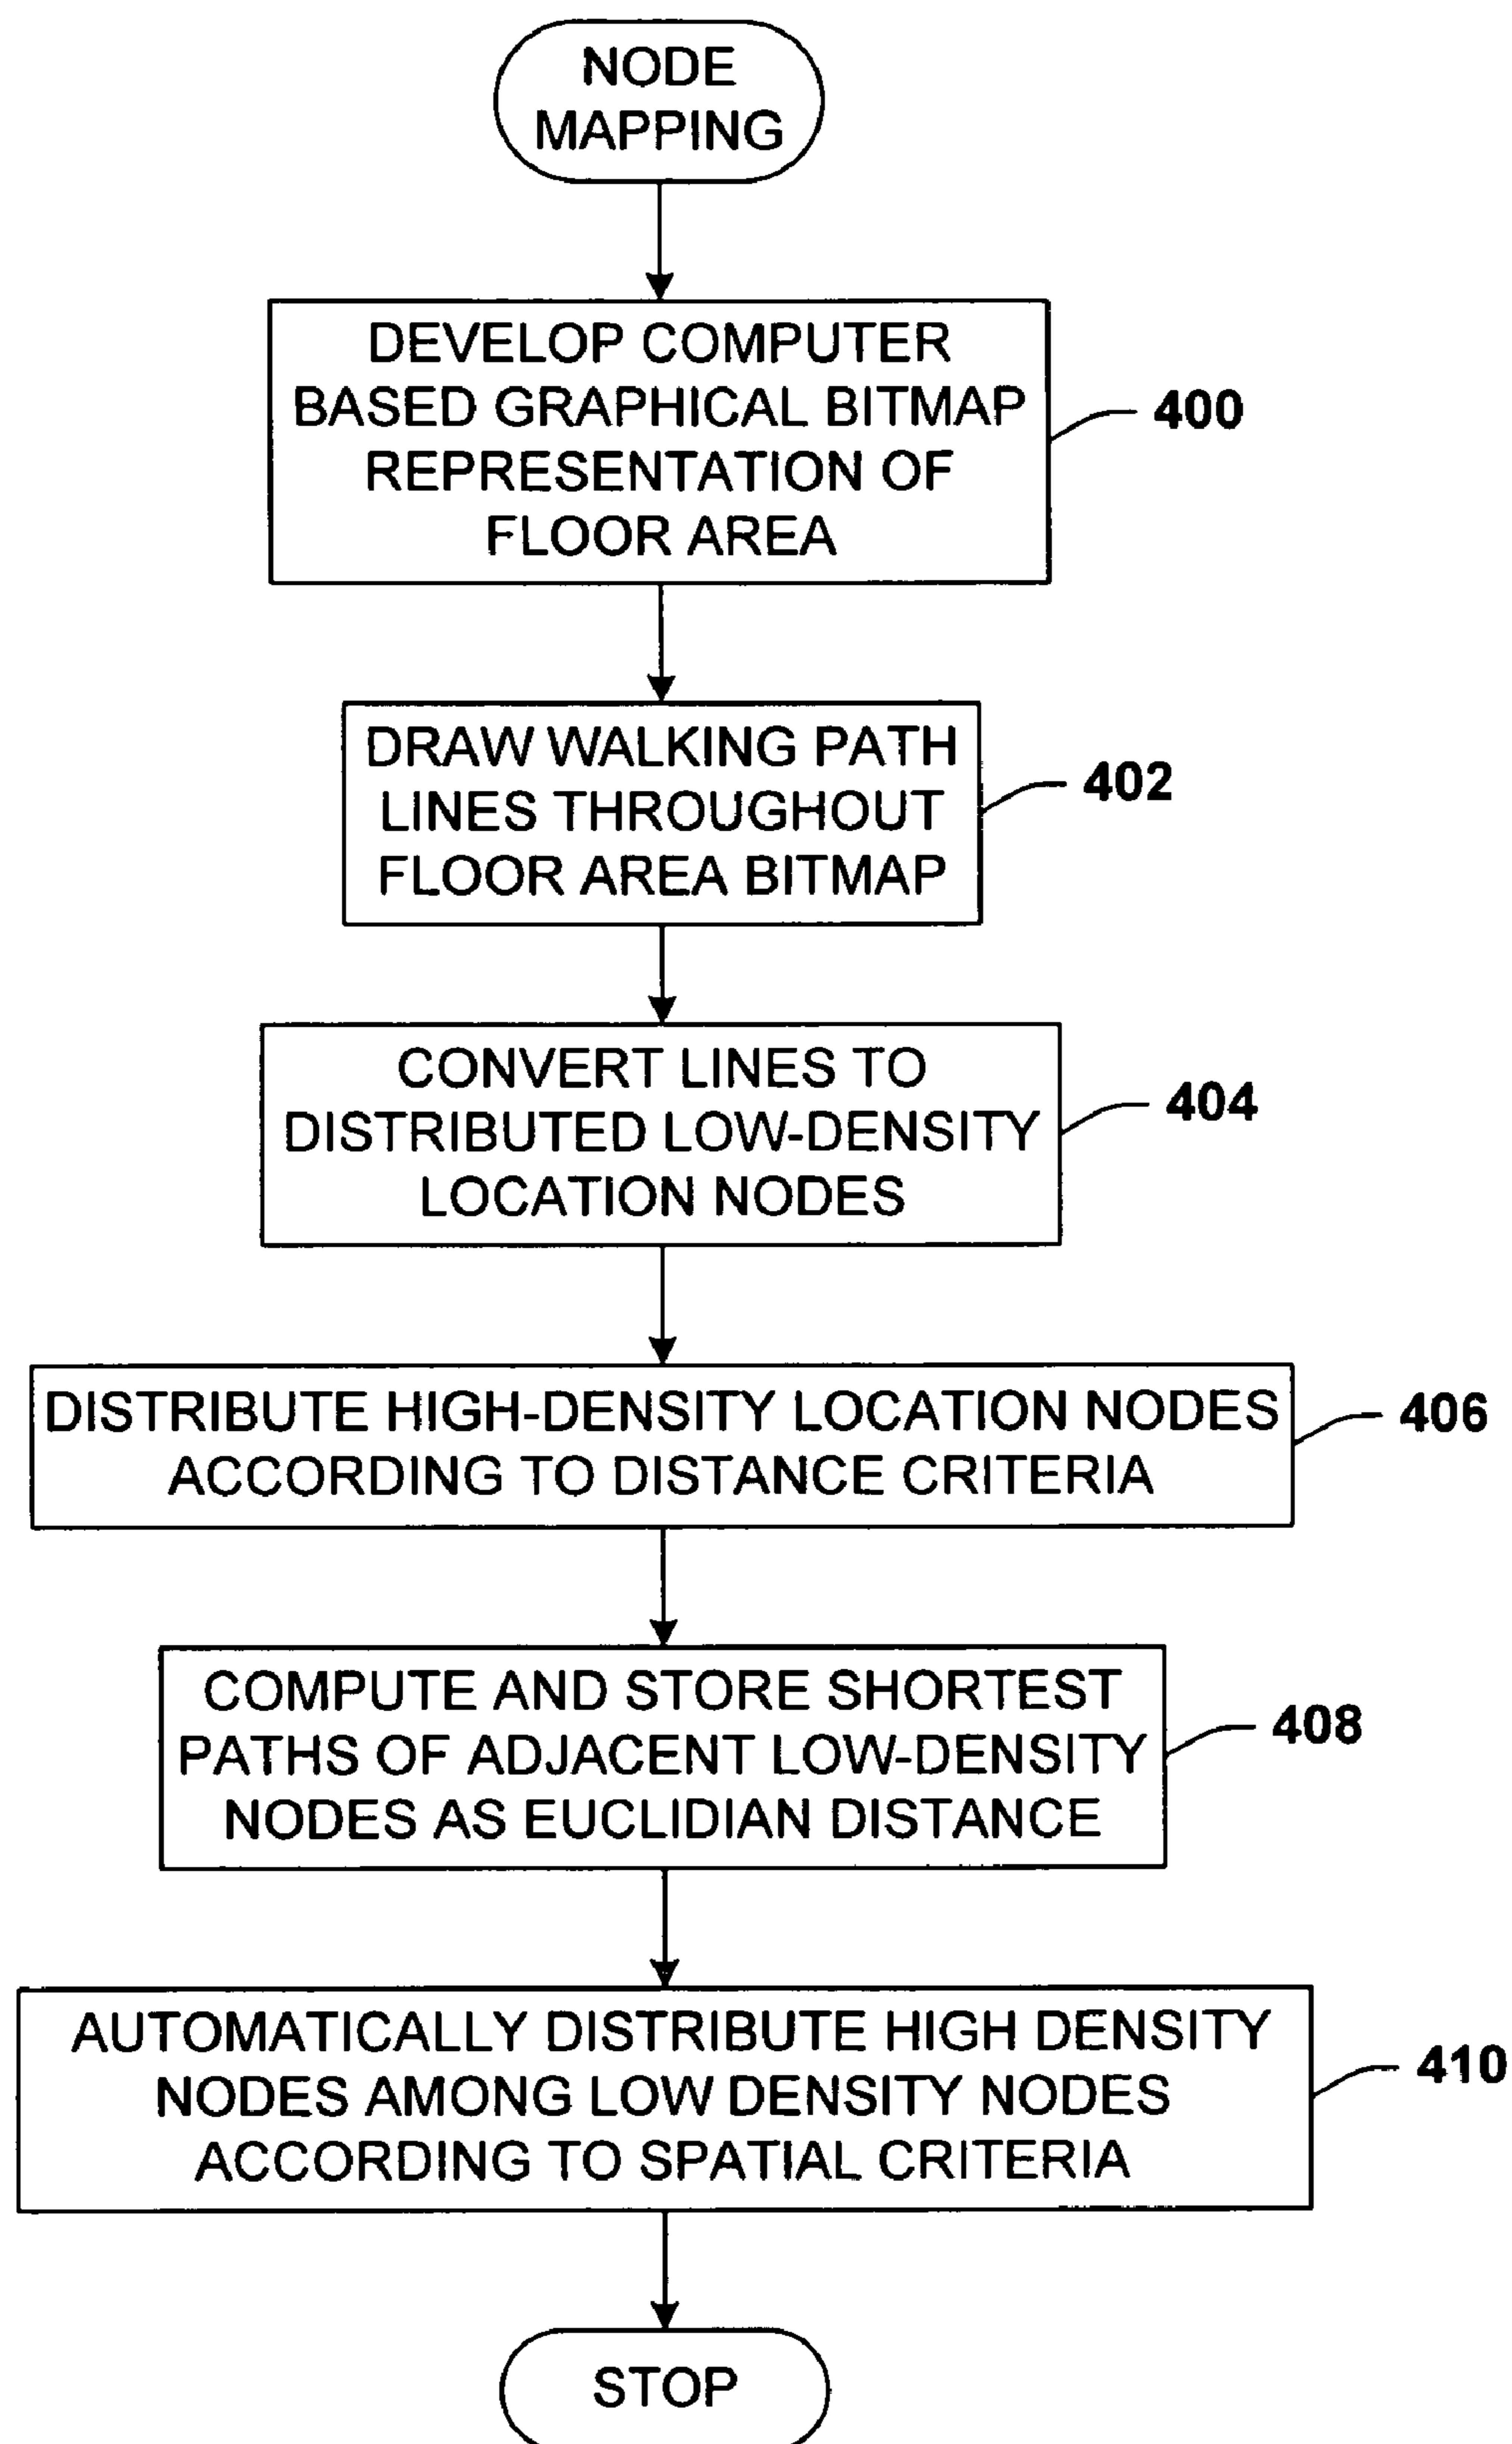 NODE
MAPPING
DEVELOP COMPUTER
BASED GRAPHICAL BITMAP
REPRESENTATION OF
FLOOR AREA
400
DRAW WALKING PATH
LINES THROUGHOUT
FLOOR AREA BITMAP
402
CONVERT LINES TO
DISTRIBUTED LOW-DENSITY
LOCATION NODES
404
DISTRIBUTE HIGH-DENSITY LOCATION NODES
ACCORDING TO DISTANCE CRITERIA
406
COMPUTE AND STORE SHORTEST
PATHS OF ADJACENT LOW-DENSITY
NODES AS EUCLIDIAN DISTANCE
408
AUTOMATICALLY DISTRIBUTE HIGH DENSITY
NODES AMONG LOW DENSITY NODES
ACCORDING TO SPATIAL CRITERIA
410
STOP